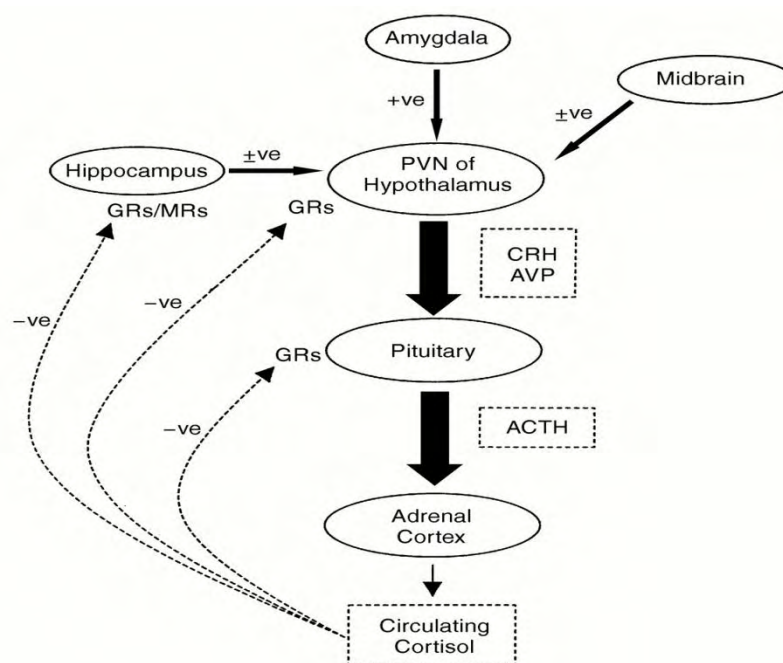 Amygdala
Midbrain
+ve
±ve
Hippocampus
±ve
PVN of
Hypothalamus
GRs/MRs
GRs
CRH
AVP
−ve
−ve
GRs
Pituitary
−ve
ACTH
Adrenal
Cortex
Circulating
Cortisol